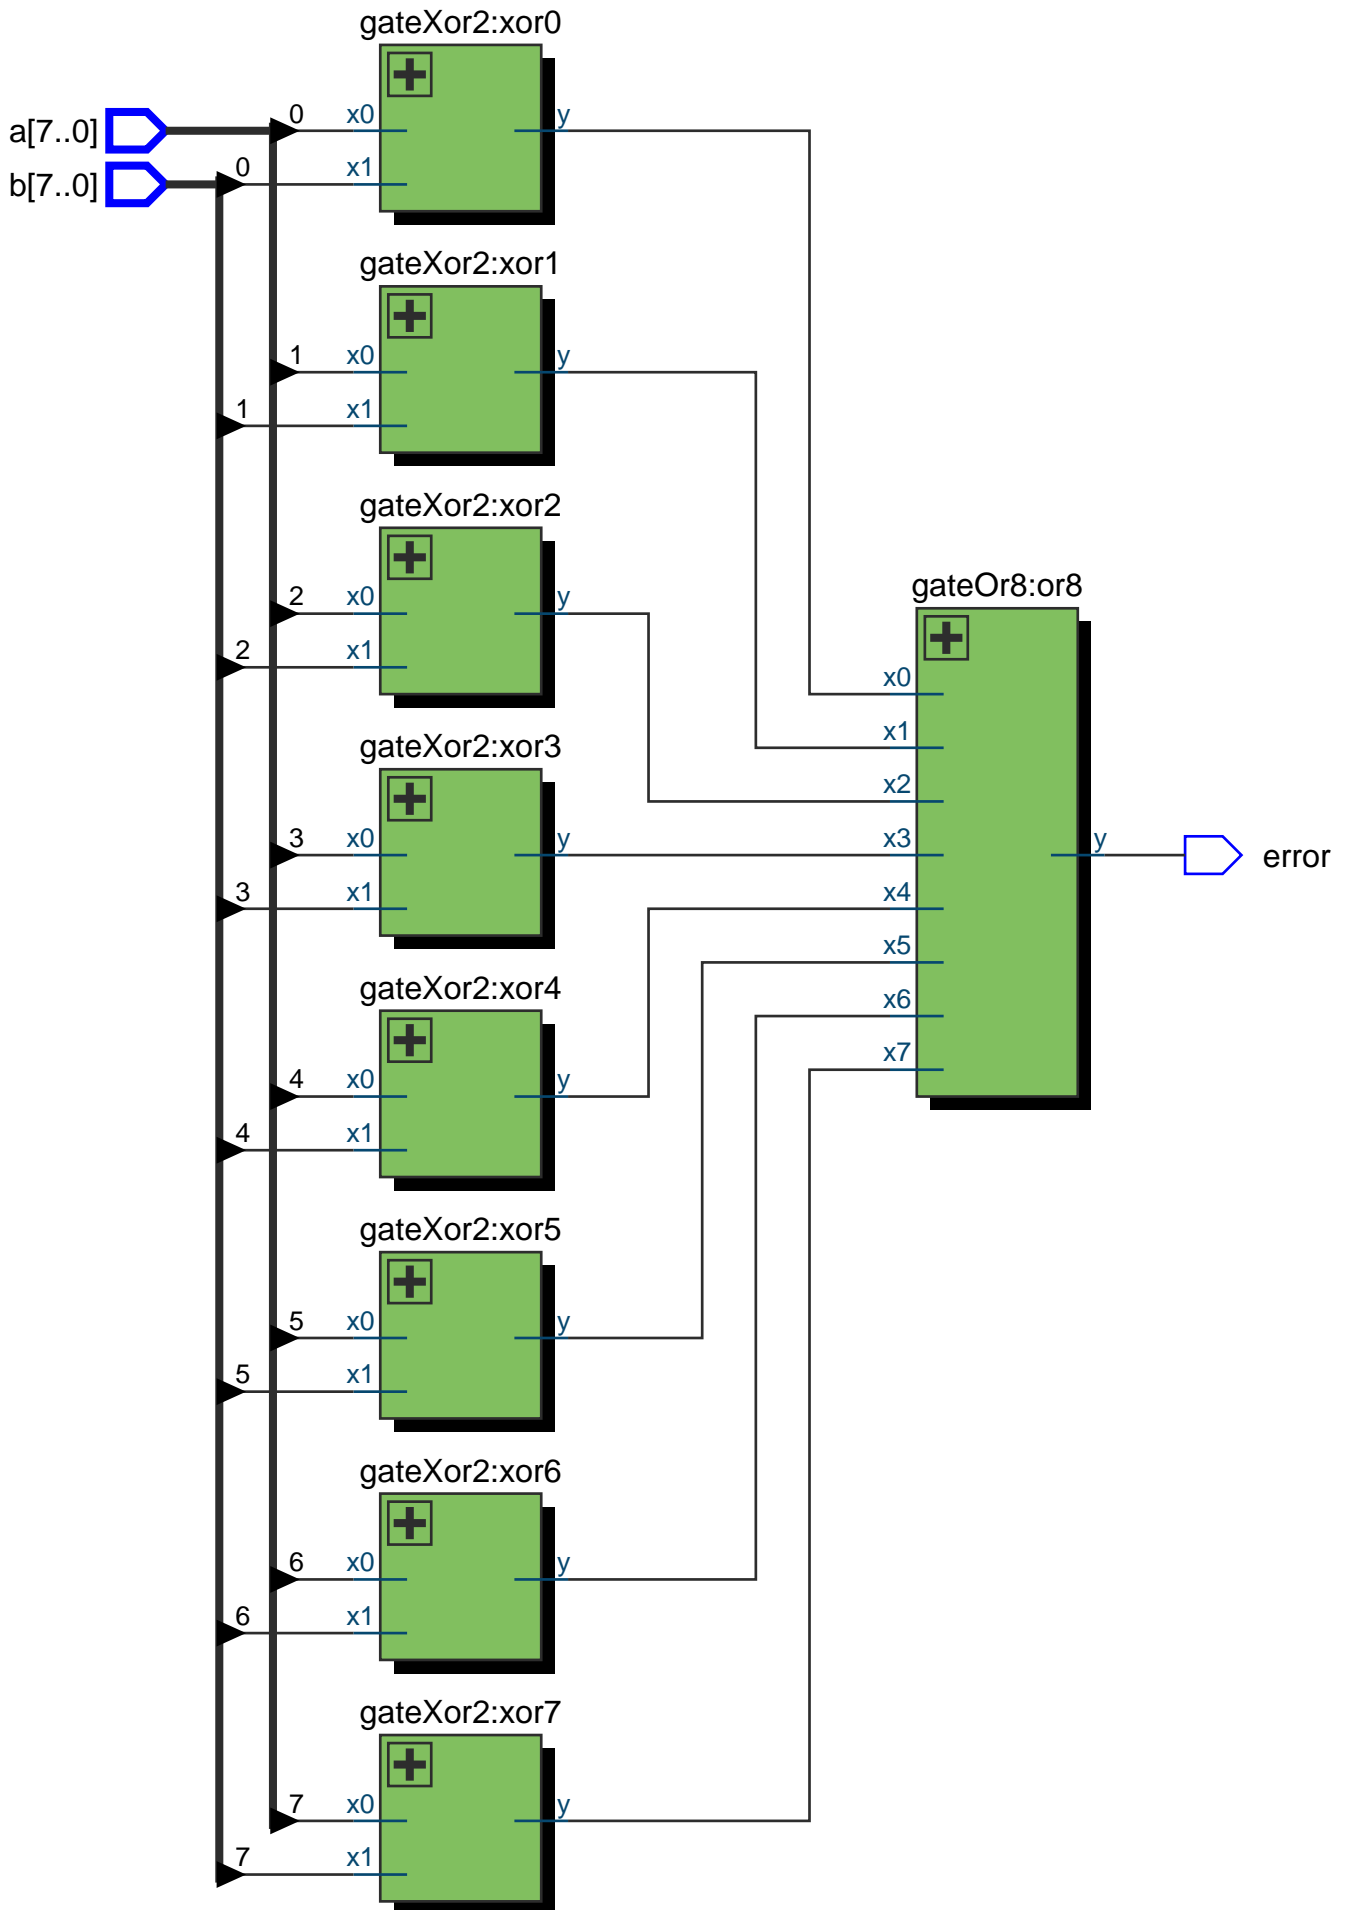 gateXor2:xor0
a[7..0] 0 x0 y
b[7..0] 0 x1
gateXor2:xor1
1 x0 y
1 x1
gateXor2:xor2
2 x0 y
2 x1
gateOr8:or8
x0
x1
gateXor2:xor3
x2
3 x0 y x3 y error
3 x1 x4
x5
gateXor2:xor4
x6
x7
4 x0 y
4 x1
gateXor2:xor5
5 x0 y
5 x1
gateXor2:xor6
6 x0 y
6 x1
gateXor2:xor7
7 x0 y
7 x1